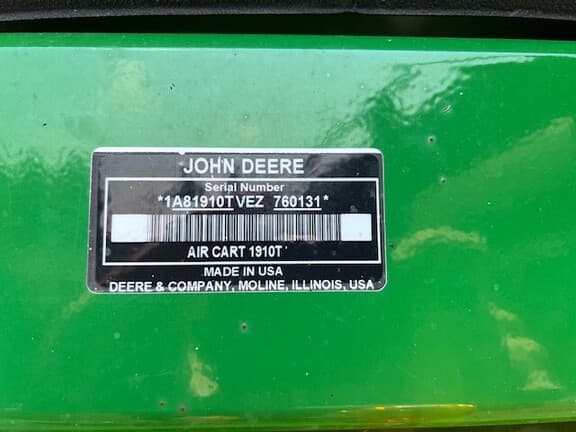 JOHN DEERE
Serial Number
*1A81910TVEZ 760131*
AIR CART 1910T
MADE IN USA
DEERE & COMPANY, MOLINE, ILLINOIS, USA